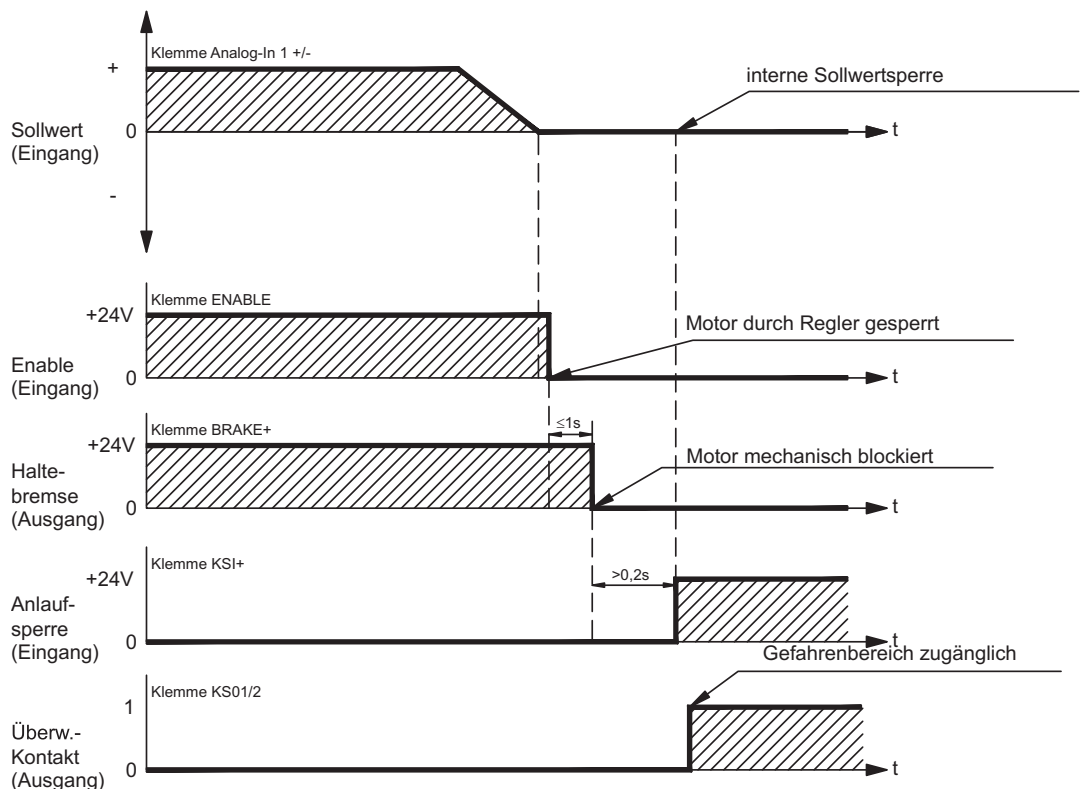 Klemme Analog-In 1 +/-
+
interne Sollwertsperre
Sollwert
(Eingang)
0
t
-
Klemme ENABLE
+24V
Motor durch Regler gesperrt
Enable
(Eingang)
0
t
≤1s
Klemme BRAKE+
+24V
Motor mechanisch blockiert
Halte-
bremse
(Ausgang)
0
t
Klemme KSI+
+24V
>0,2s
Anlauf-
sperre
(Eingang)
0
t
Gefahrenbereich zugänglich
Klemme KS01/2
1
Überw.-
Kontakt
(Ausgang)
0
t